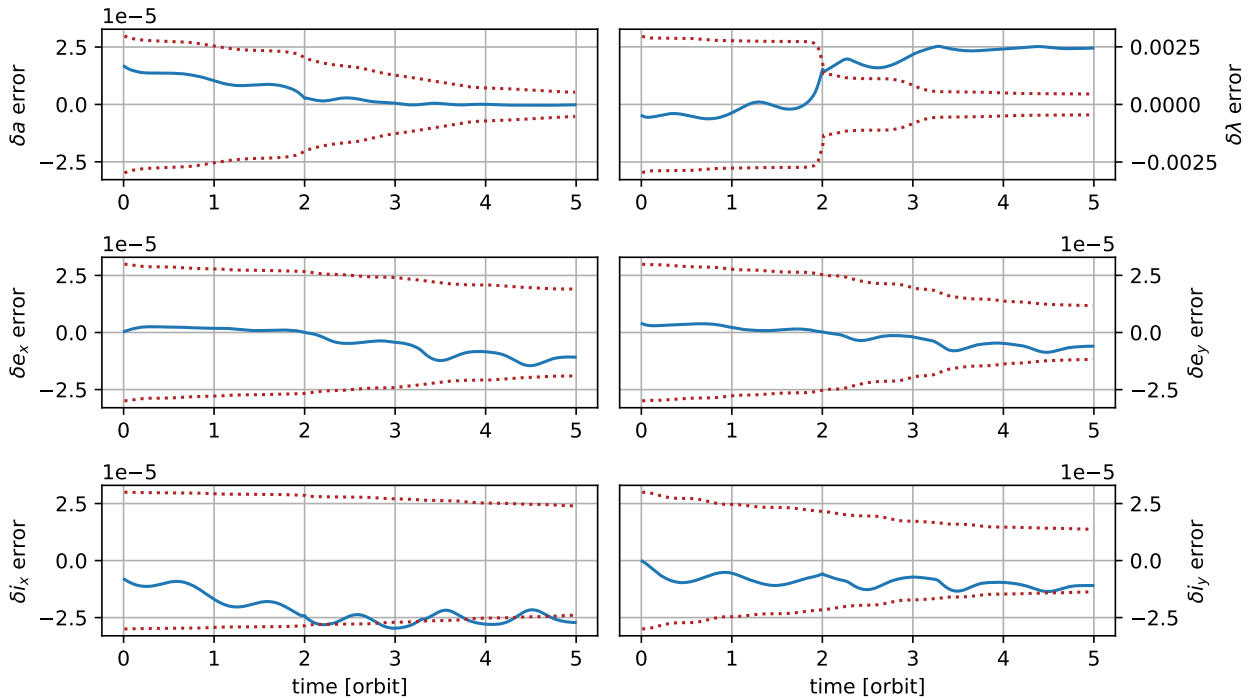 1e−5
2.5
0.0
−2.5
δa error
0 1 2 3 4 5
0.0025
0.0000
−0.0025
δλ error
0 1 2 3 4 5
1e−5
2.5
0.0
−2.5
δeₓ error
0 1 2 3 4 5
1e−5
2.5
0.0
−2.5
δe_y error
0 1 2 3 4 5
1e−5
2.5
0.0
−2.5
δiₓ error
0 1 2 3 4 5
time [orbit]
1e−5
2.5
0.0
−2.5
δi_y error
0 1 2 3 4 5
time [orbit]